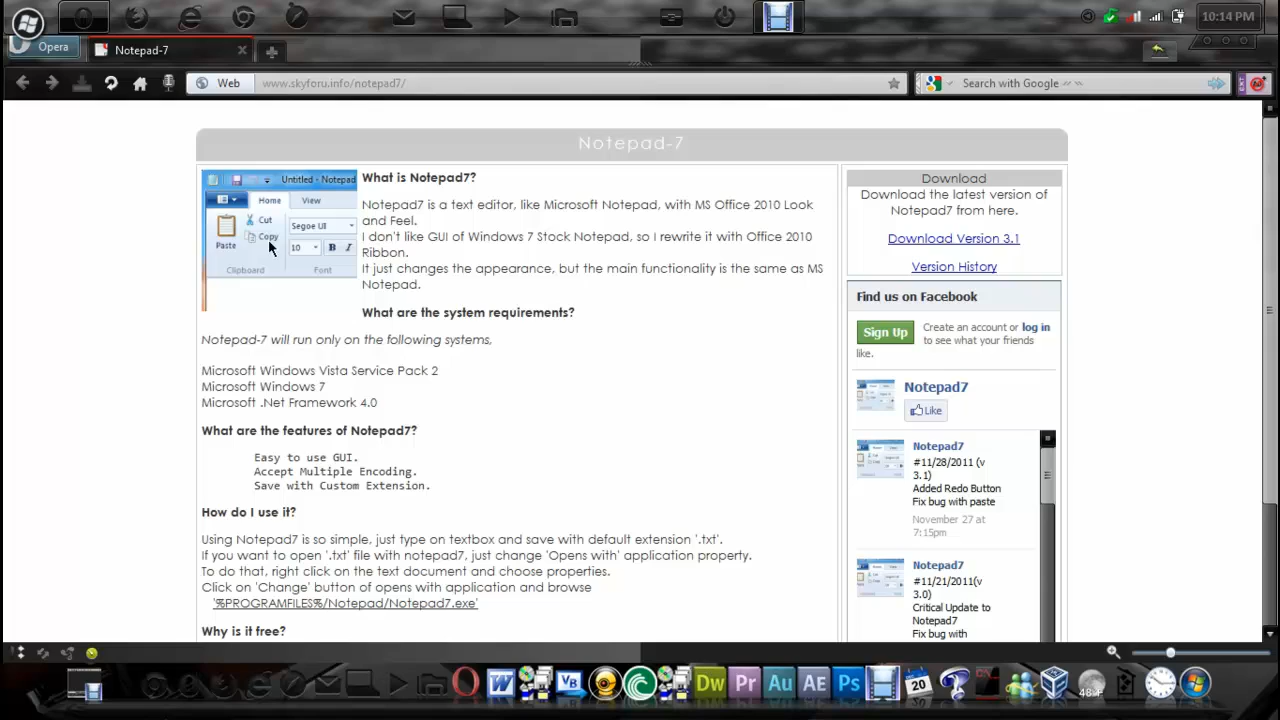 10:14 PM
Opera
Notepad-7
Web
www.skyforu.info/notepad7/
Search with Google
Notepad-7
Untitled - Notepad
Home
View
Cut
Copy
Paste
Segoe UI
10
B
I
Clipboard
Font
What is Notepad7?
Notepad7 is a text editor, like Microsoft Notepad, with MS Office 2010 Look
and Feel.
I don't like GUI of Windows 7 Stock Notepad, so I rewrite it with Office 2010
Ribbon.
It just changes the appearance, but the main functionality is the same as MS
Notepad.
What are the system requirements?
Notepad-7 will run only on the following systems,
Microsoft Windows Vista Service Pack 2
Microsoft Windows 7
Microsoft .Net Framework 4.0
What are the features of Notepad7?
Easy to use GUI.
Accept Multiple Encoding.
Save with Custom Extension.
How do I use it?
Using Notepad7 is so simple, just type on textbox and save with default extension '.txt'.
If you want to open '.txt' file with notepad7, just change 'Opens with' application property.
To do that, right click on the text document and choose properties.
Click on 'Change' button of opens with application and browse
'%PROGRAMFILES%/Notepad/Notepad7.exe'
Why is it free?
Download
Download the latest version of
Notepad7 from here.
Download Version 3.1
Version History
Find us on Facebook
Sign Up
Create an account or log in
to see what your friends
like.
Notepad7
Like
Notepad7
#11/28/2011 (v
3.1)
Added Redo Button
Fix bug with paste
November 27 at
7:15pm
Notepad7
#11/21/2011(v
3.0)
Critical Update to
Notepad7
Fix bug with
W
VB
Dw
Pr
Au
AE
Ps
20